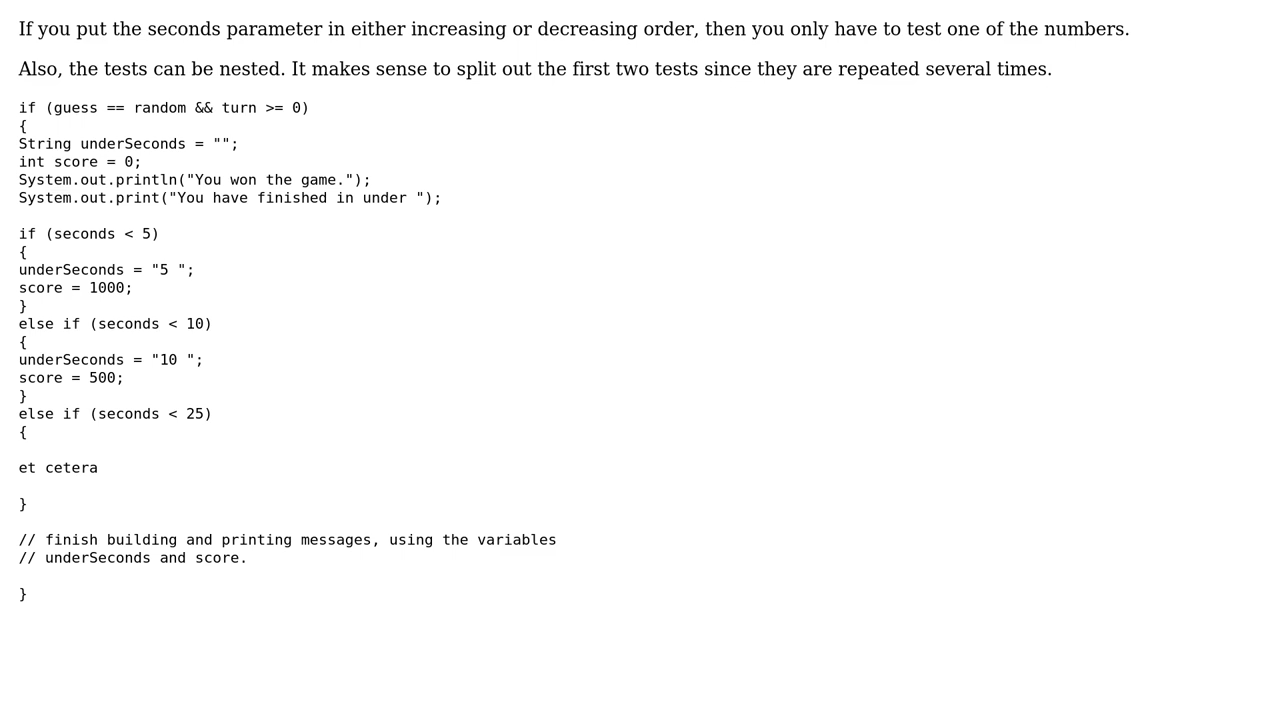 If you put the seconds parameter in either increasing or decreasing order, then you only have to test one of the numbers.
Also, the tests can be nested. It makes sense to split out the first two tests since they are repeated several times.
if (guess == random && turn >= 0)
{
String underSeconds = "";
int score = 0;
System.out.println("You won the game.");
System.out.print("You have finished in under ");
if (seconds < 5)
{
underSeconds = "5 ";
score = 1000;
}
else if (seconds < 10)
{
underSeconds = "10 ";
score = 500;
}
else if (seconds < 25)
{
et cetera
}
// finish building and printing messages, using the variables
// underSeconds and score.
}